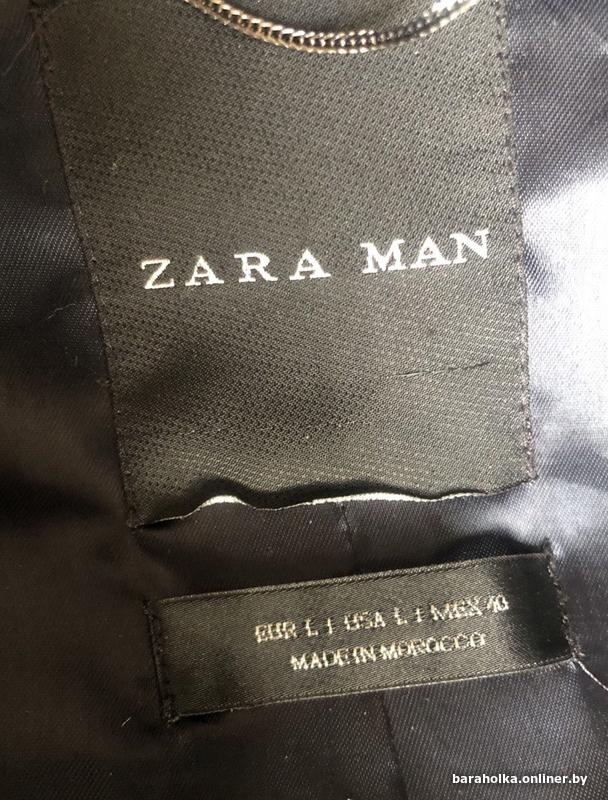 ZARA MAN
EUR L | USA L | MEX 40
MADE IN MOROCCO
baraholka.onliner.by